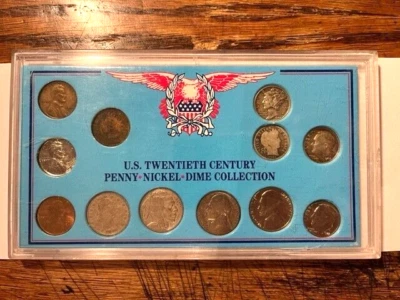 U.S. TWENTIETH CENTURY
PENNY·NICKEL·DIME COLLECTION